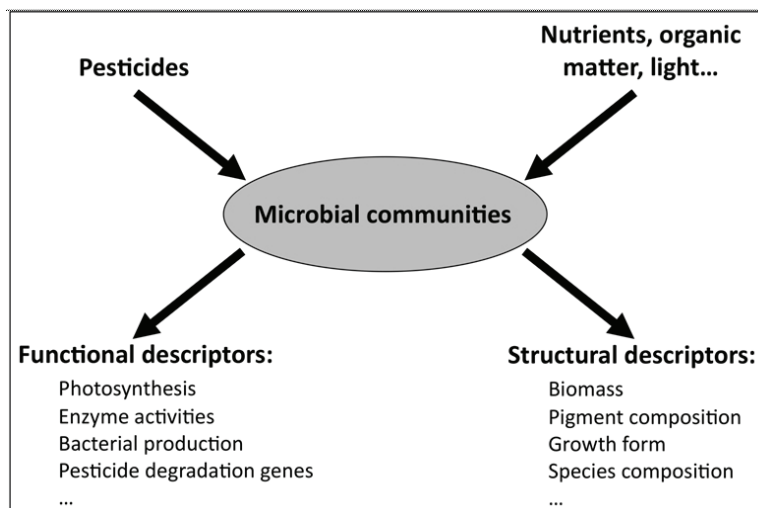 Pesticides
Nutrients, organic
matter, light...
Microbial communities
Functional descriptors:
Photosynthesis
Enzyme activities
Bacterial production
Pesticide degradation genes
...
Structural descriptors:
Biomass
Pigment composition
Growth form
Species composition
...